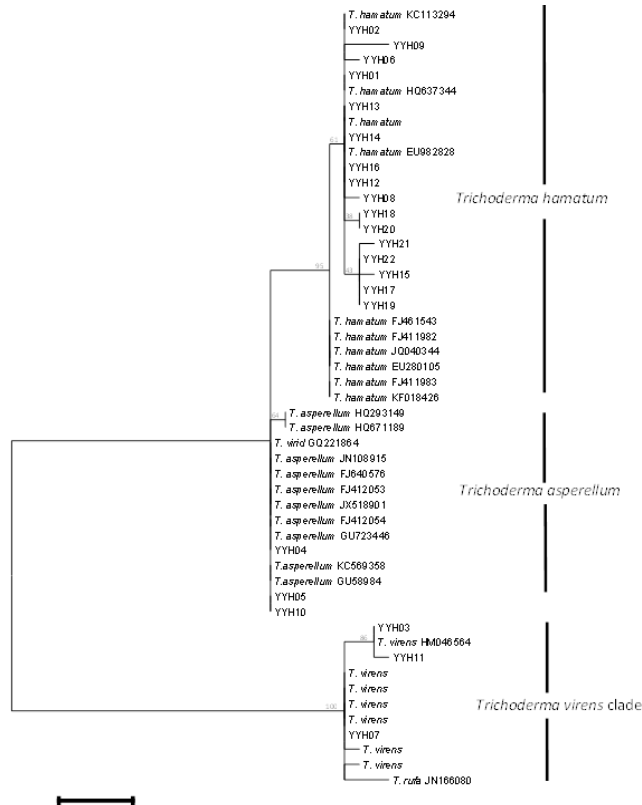 T. hamatum KC113294
YYH02
YYH09
YYH06
YYH01
T. hamatum HQ637344
YYH13
T. hamatum
YYH14
T. hamatum EU982828
YYH16
YYH12
YYH08
Trichoderma hamatum
YYH18
YYH20
YYH21
YYH22
YYH15
YYH17
YYH19
95
T. hamatum FJ461543
T. hamatum FJ411982
T. hamatum JQ040344
T. hamatum EU280105
T. hamatum FJ411983
T. hamatum KF018426
T. asperellum HQ293149
64
T. asperellum HQ671189
T. virid GQ221864
T. asperellum JN108915
T. asperellum FJ640576
T. asperellum FJ412053
Trichoderma asperellum
T. asperellum JX518901
T. asperellum FJ412054
T. asperellum GU723446
YYH04
T.asperellum KC569358
T.asperellum GU58984
YYH05
YYH10
YYH03
86
T. virens HM046564
YYH11
T. virens
T. virens
T. virens
Trichoderma virens clade
100
T. virens
YYH07
T. virens
T. virens
T. rufa JN166080